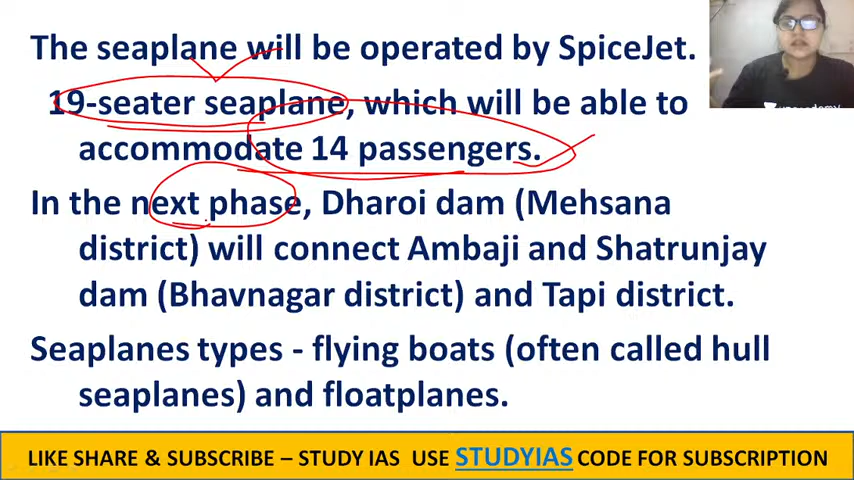 The seaplane will be operated by SpiceJet.
19-seater seaplane, which will be able to
accommodate 14 passengers.
In the next phase, Dharoi dam (Mehsana
district) will connect Ambaji and Shatrunjay
dam (Bhavnagar district) and Tapi district.
Seaplanes types - flying boats (often called hull
seaplanes) and floatplanes.
LIKE SHARE & SUBSCRIBE – STUDY IAS USE STUDYIAS CODE FOR SUBSCRIPTION